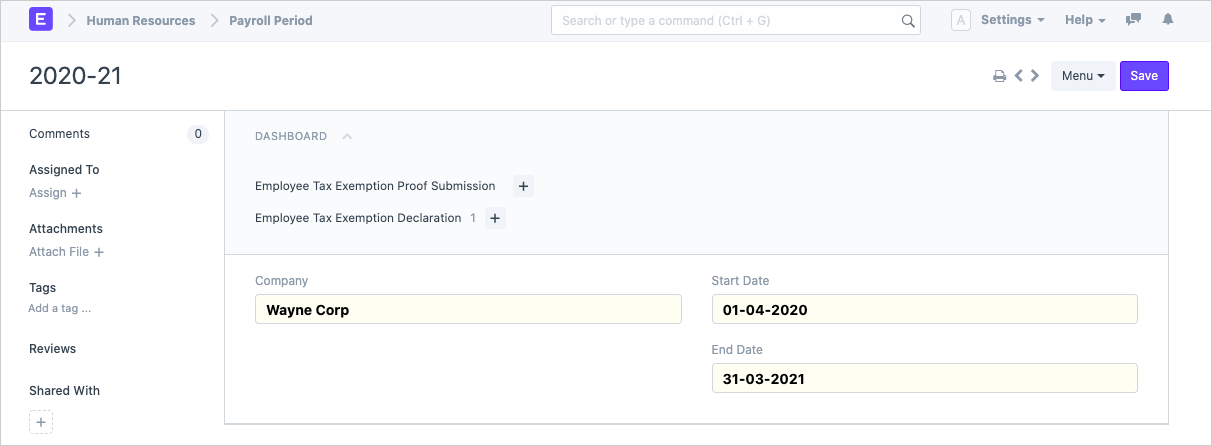 E Human Resources Payroll Period Search or type a command (Ctrl + G) A Settings Help
2020-21 Menu Save
Comments 0
Assigned To
Assign +
Attachments
Attach File +
Tags
Add a tag ...
Reviews
Shared With
+
DASHBOARD
Employee Tax Exemption Proof Submission +
Employee Tax Exemption Declaration 1 +
Company
Wayne Corp
Start Date
01-04-2020
End Date
31-03-2021